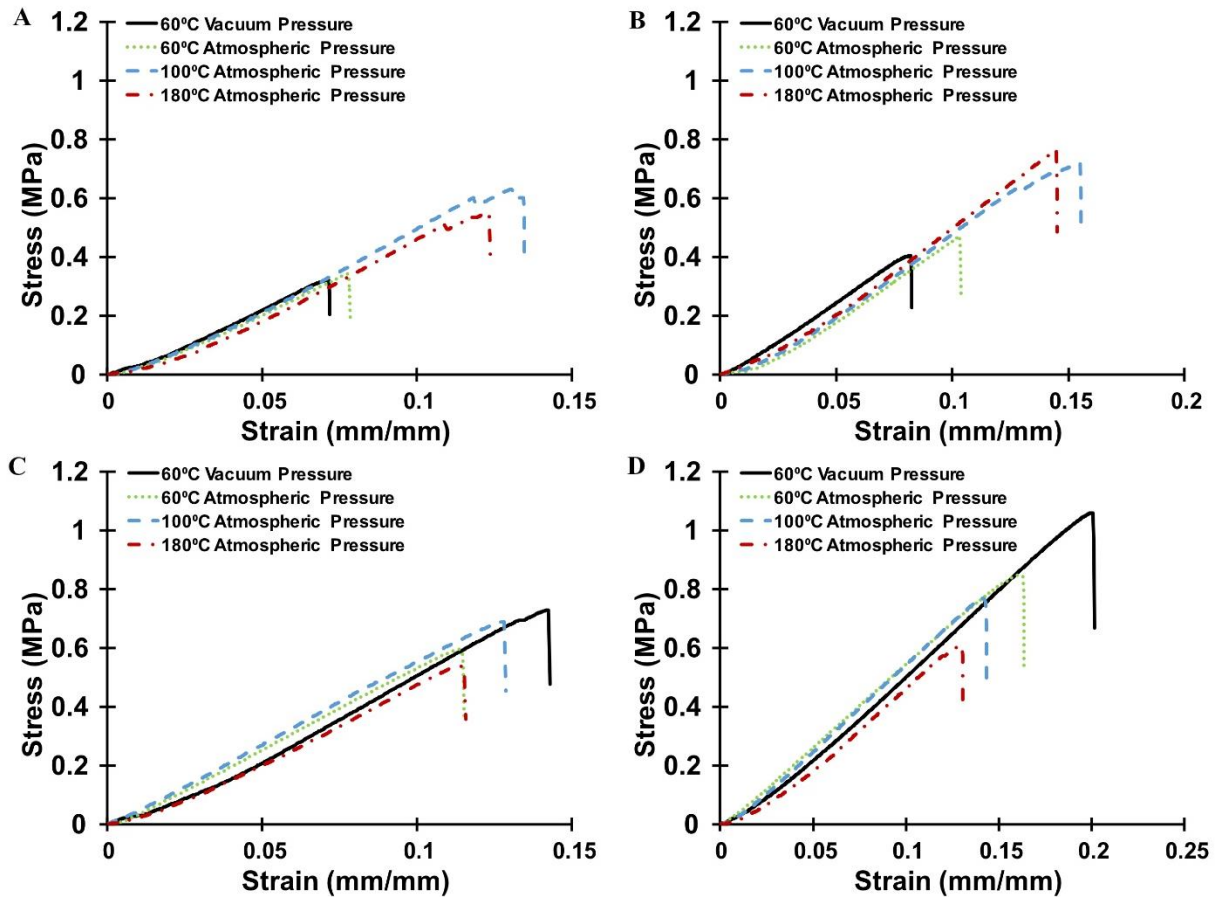 A
1.2
1
0.8
0.6
0.4
0.2
0
Stress (MPa)
60ºC Vacuum Pressure
60ºC Atmospheric Pressure
100ºC Atmospheric Pressure
180ºC Atmospheric Pressure
0 0.05 0.1 0.15
Strain (mm/mm)
B
1.2
1
0.8
0.6
0.4
0.2
0
Stress (MPa)
60ºC Vacuum Pressure
60ºC Atmospheric Pressure
100ºC Atmospheric Pressure
180ºC Atmospheric Pressure
0 0.05 0.1 0.15 0.2
Strain (mm/mm)
C
1.2
1
0.8
0.6
0.4
0.2
0
Stress (MPa)
60ºC Vacuum Pressure
60ºC Atmospheric Pressure
100ºC Atmospheric Pressure
180ºC Atmospheric Pressure
0 0.05 0.1 0.15
Strain (mm/mm)
D
1.2
1
0.8
0.6
0.4
0.2
0
Stress (MPa)
60ºC Vacuum Pressure
60ºC Atmospheric Pressure
100ºC Atmospheric Pressure
180ºC Atmospheric Pressure
0 0.05 0.1 0.15 0.2 0.25
Strain (mm/mm)